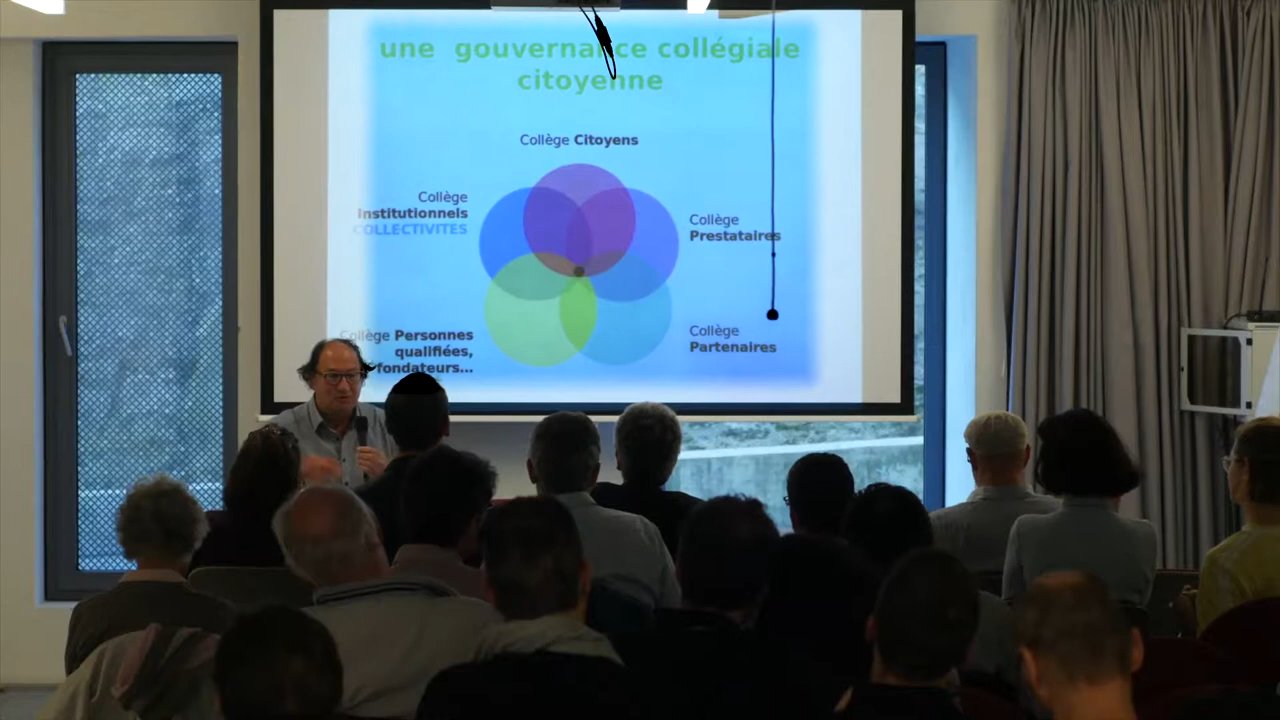 une gouvernance collégiale
citoyenne
Collège Citoyens
Collège
Institutionnels
COLLECTIVITES
Collège
Prestataires
Collège Personnes
qualifiées,
fondateurs...
Collège
Partenaires